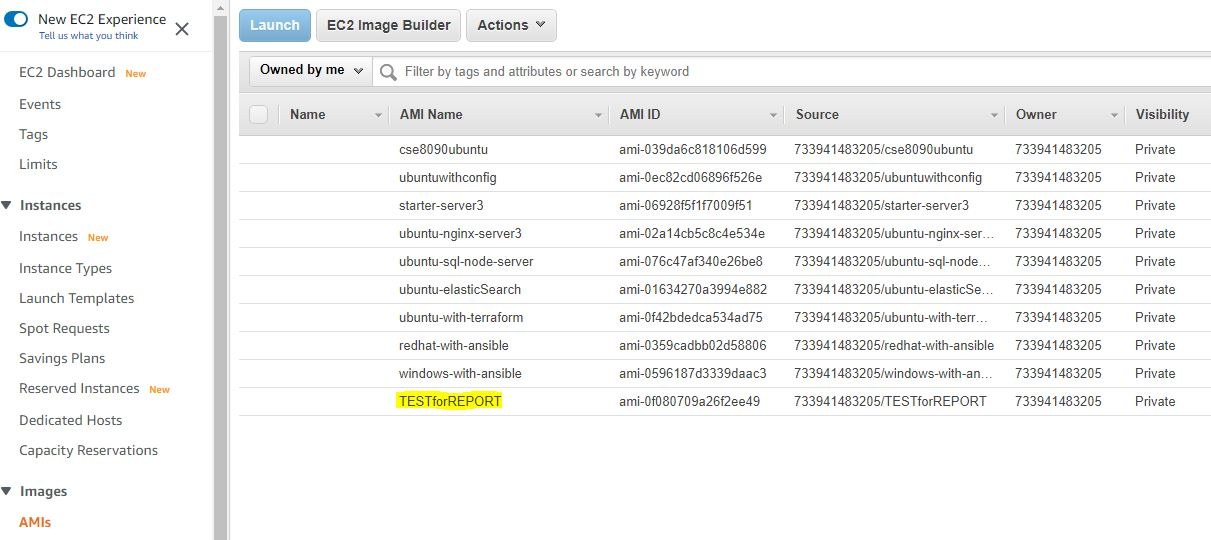 New EC2 Experience
Tell us what you think
EC2 Dashboard New
Events
Tags
Limits
Instances
Instances New
Instance Types
Launch Templates
Spot Requests
Savings Plans
Reserved Instances New
Dedicated Hosts
Capacity Reservations
Images
AMIs
Launch EC2 Image Builder Actions
Owned by me Filter by tags and attributes or search by keyword
Name AMI Name AMI ID Source Owner Visibility
cse8090ubuntu ami-039da6c818106d599 733941483205/cse8090ubuntu 733941483205 Private
ubuntuwithconfig ami-0ec82cd06896f526e 733941483205/ubuntuwithconfig 733941483205 Private
starter-server3 ami-06928f5f1f7009f51 733941483205/starter-server3 733941483205 Private
ubuntu-nginx-server3 ami-02a14cb5c8c4e534e 733941483205/ubuntu-nginx-ser... 733941483205 Private
ubuntu-sql-node-server ami-076c47af340e26be8 733941483205/ubuntu-sql-node... 733941483205 Private
ubuntu-elasticSearch ami-01634270a3994e882 733941483205/ubuntu-elasticSe... 733941483205 Private
ubuntu-with-terraform ami-0f42bdedca534ad75 733941483205/ubuntu-with-terr... 733941483205 Private
redhat-with-ansible ami-0359cadbb02d58806 733941483205/redhat-with-ansible 733941483205 Private
windows-with-ansible ami-0596187d3339daac3 733941483205/windows-with-an... 733941483205 Private
TESTforREPORT ami-0f080709a26f2ee49 733941483205/TESTforREPORT 733941483205 Private